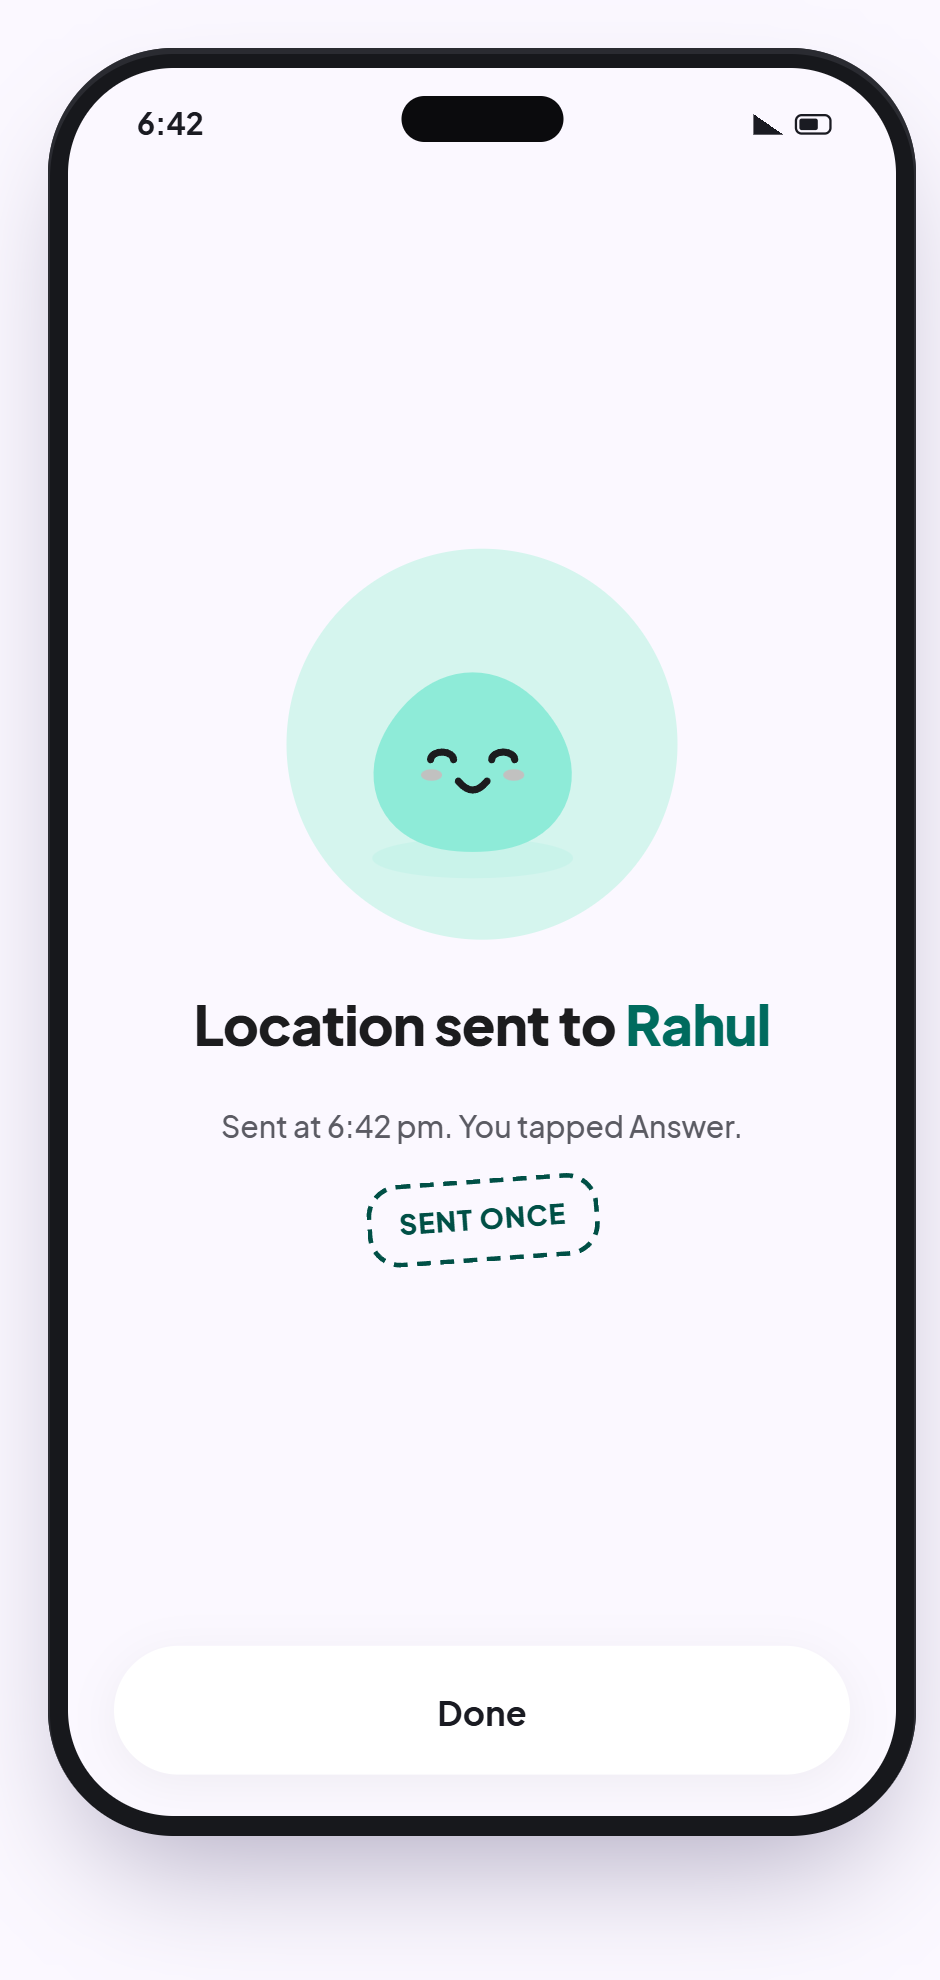 6:42
Location sent to Rahul
Sent at 6:42 pm. You tapped Answer.
SENT ONCE
Done